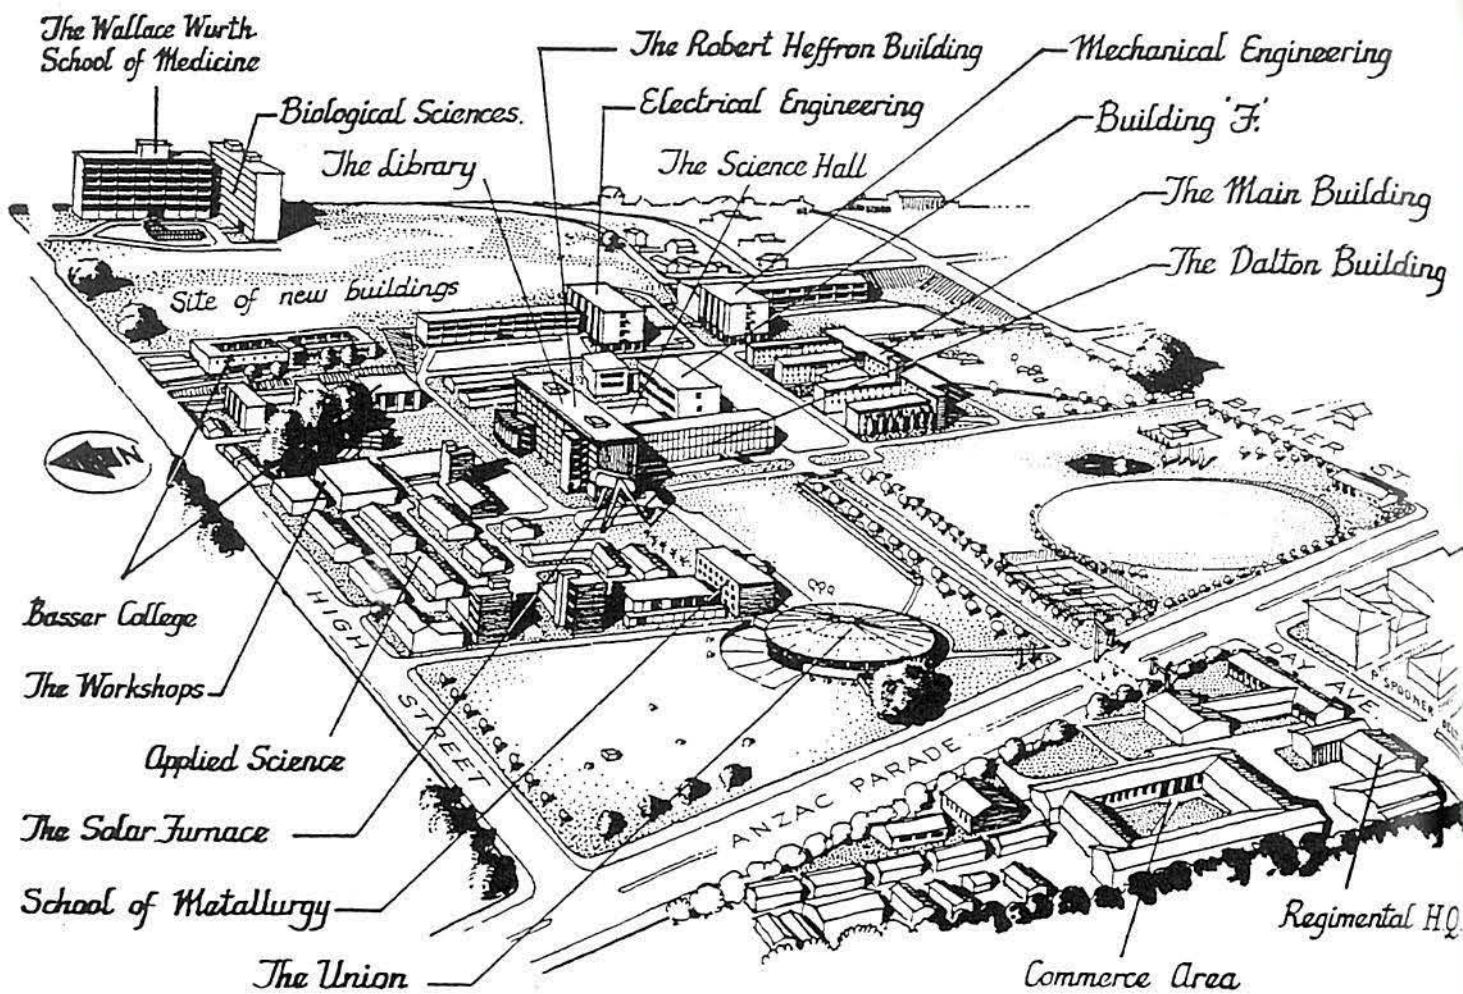 The Wallace Wurth
School of Medicine
The Robert Heffron Building
Mechanical Engineering
Biological Sciences.
Electrical Engineering
Building 'F.'
The Library
The Science Hall
The Main Building
The Dalton Building
Site of new buildings
BARKER ST
N
Basser College
HIGH STREET
The Workshops
DAY AVE.
P. SPOONER
Applied Science
ANZAC PARADE
The Solar Furnace
School of Metallurgy
Regimental H.Q.
The Union
Commerce Area